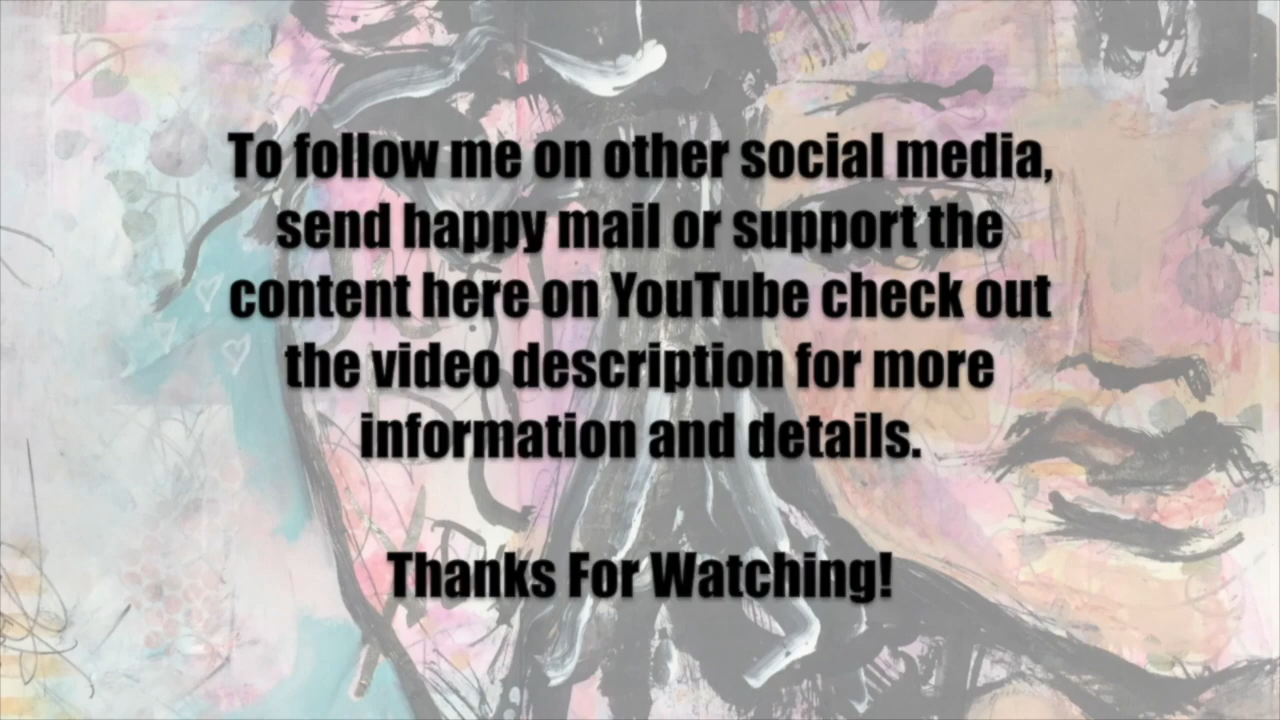 To follow me on other social media,
send happy mail or support the
content here on YouTube check out
the video description for more
information and details.
Thanks For Watching!